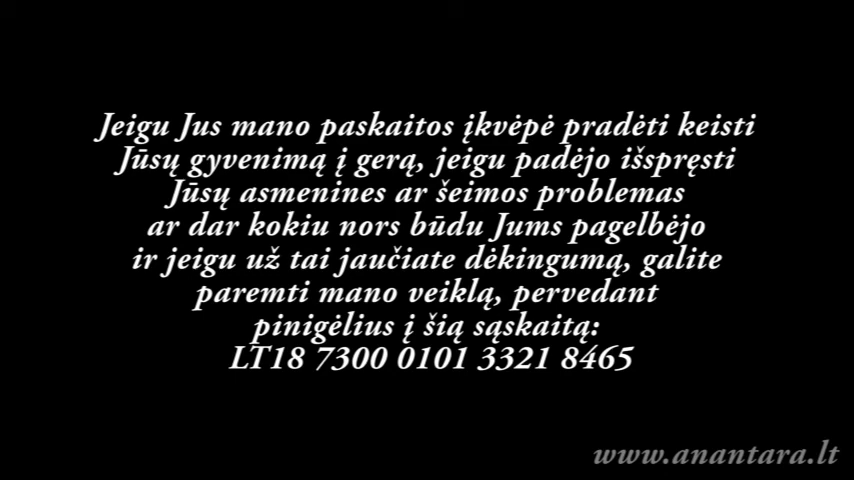 Jeigu Jus mano paskaitos įkvėpė pradėti keisti
Jūsų gyvenimą į gerą, jeigu padėjo išspręsti
Jūsų asmenines ar šeimos problemas
ar dar kokiu nors būdu Jums pagelbėjo
ir jeigu už tai jaučiate dėkingumą, galite
paremti mano veiklą, pervedant
pinigėlius į šią sąskaitą:
LT18 7300 0101 3321 8465
www.anantara.lt